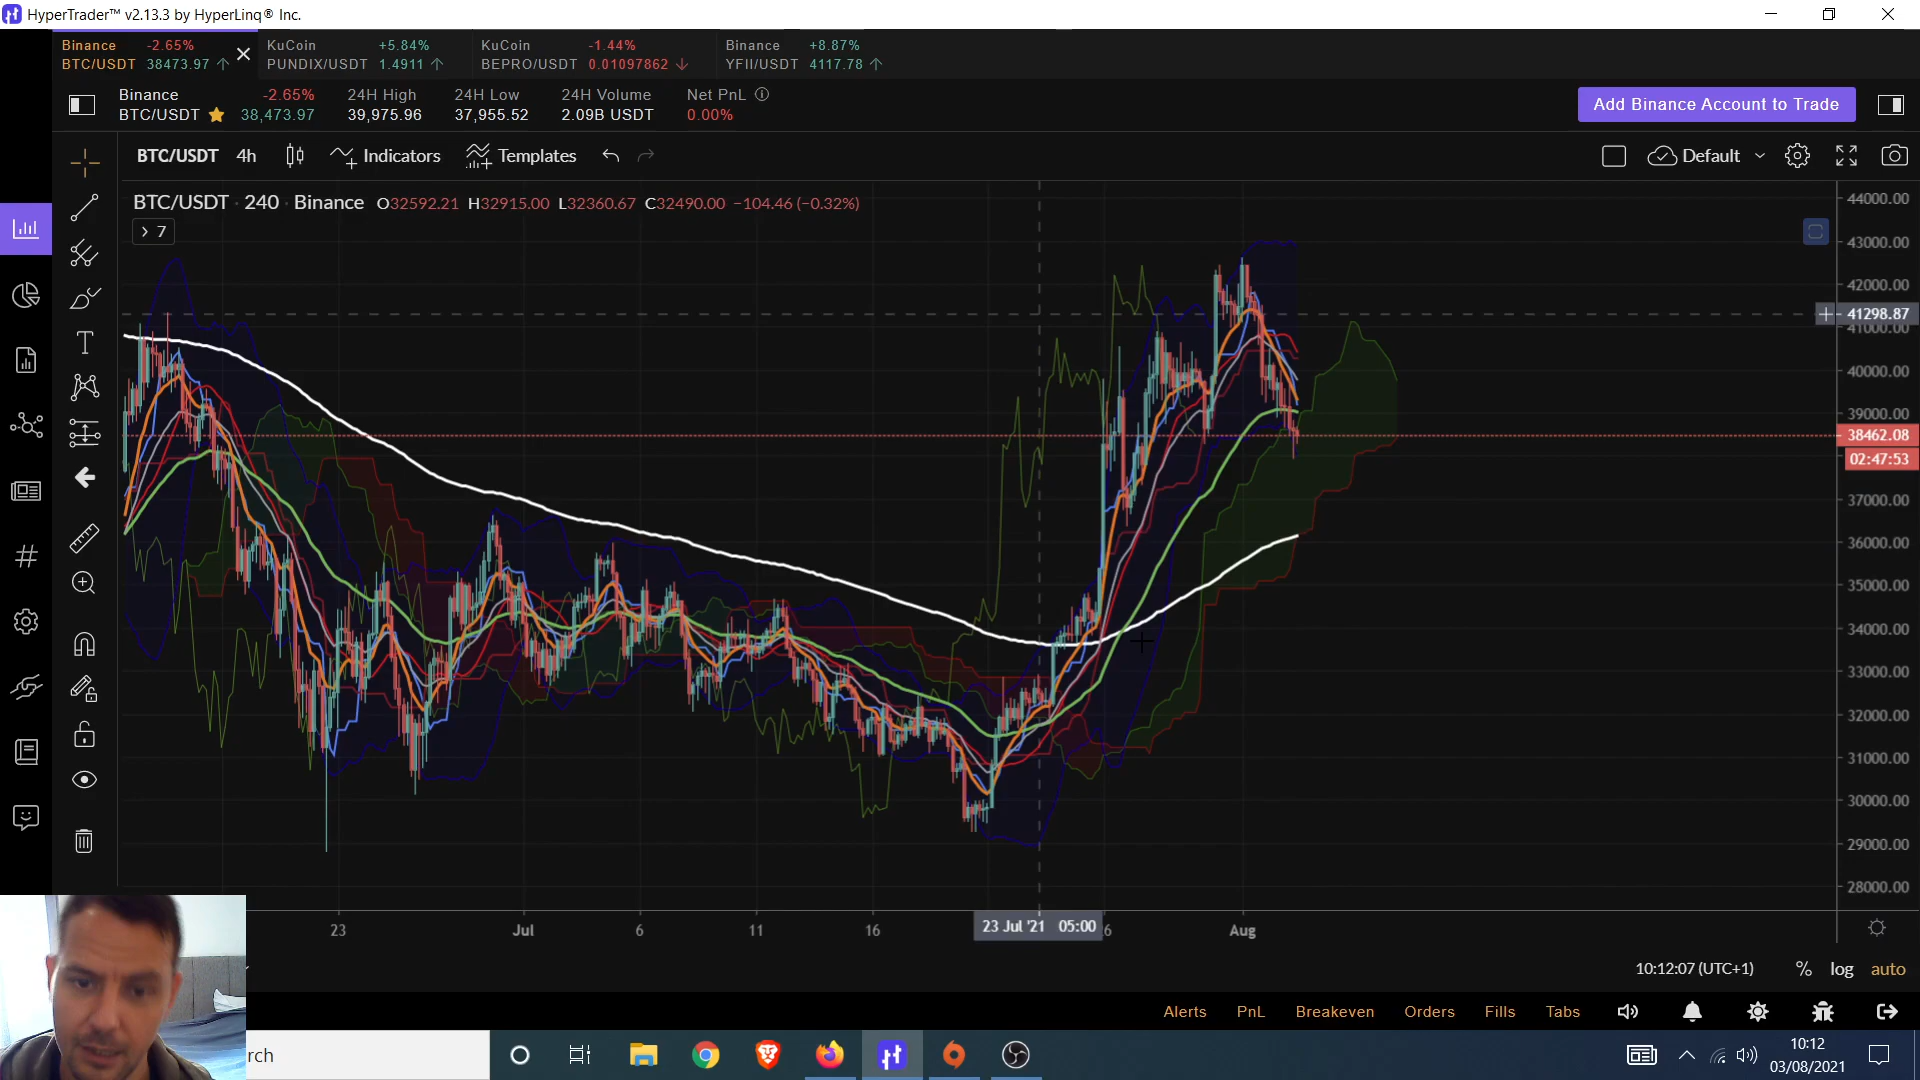 HyperTrader™ v2.13.3 by HyperLinq® Inc.
Binance -2.65%
BTC/USDT 38473.97
KuCoin +5.84%
PUNDIX/USDT 1.4911
KuCoin -1.44%
BEPRO/USDT 0.01097862
Binance +8.87%
YFII/USDT 4117.78
Binance -2.65%
BTC/USDT 38,473.97
24H High
39,975.96
24H Low
37,955.52
24H Volume
2.09B USDT
Net PnL
0.00%
Add Binance Account to Trade
BTC/USDT 4h Indicators Templates Default
BTC/USDT · 240 · Binance O32592.21 H32915.00 L32360.67 C32490.00 −104.46 (−0.32%)
7
44000.00
43000.00
42000.00
41298.87
41000.00
40000.00
39000.00
38462.08
02:47:53
37000.00
36000.00
35000.00
34000.00
33000.00
32000.00
31000.00
30000.00
29000.00
28000.00
23 Jul 6 11 16 23 Jul '21 05:00 6 Aug
10:12:07 (UTC+1) % log auto
Alerts PnL Breakeven Orders Fills Tabs
rch
10:12
03/08/2021